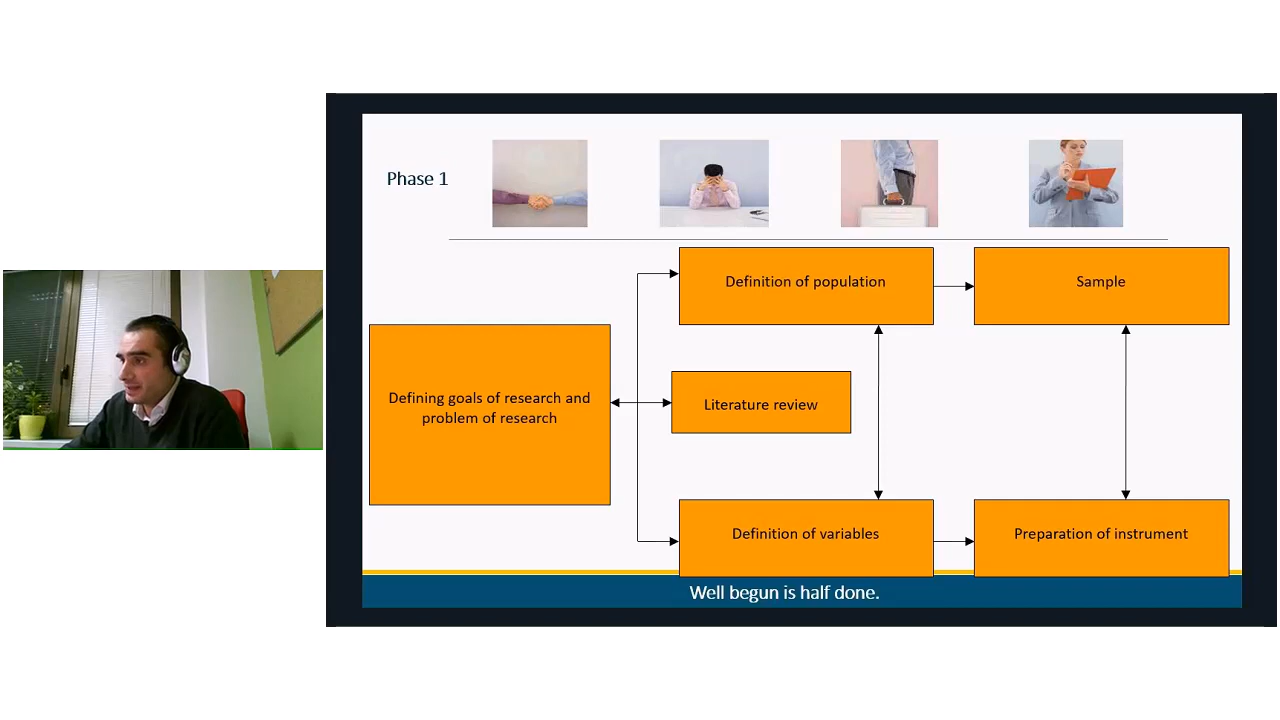 Phase 1
Definition of population
Sample
Defining goals of research and
problem of research
Literature review
Definition of variables
Preparation of instrument
Well begun is half done.